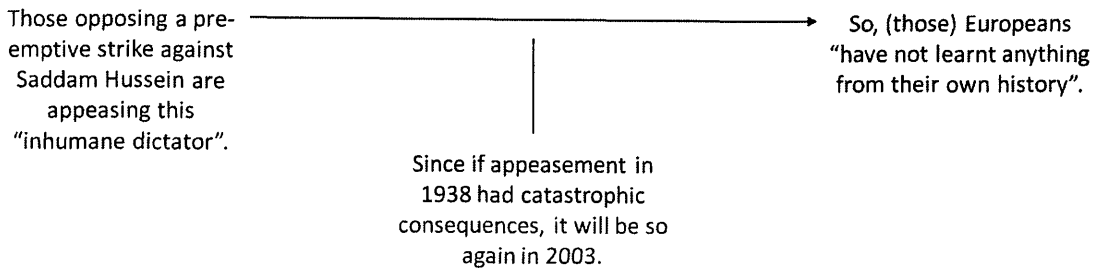 Those opposing a pre-
emptive strike against
Saddam Hussein are
appeasing this
“inhumane dictator”.
So, (those) Europeans
“have not learnt anything
from their own history”.
Since if appeasement in
1938 had catastrophic
consequences, it will be so
again in 2003.